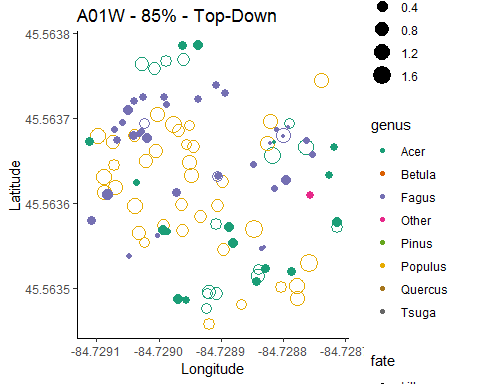 A01W - 85% - Top-Down
45.5638
45.5637
45.5636
45.5635
Latitude
-84.7291
-84.7290
-84.7289
-84.7288
-84.728
Longitude
0.4
0.8
1.2
1.6
genus
Acer
Betula
Fagus
Other
Pinus
Populus
Quercus
Tsuga
fate